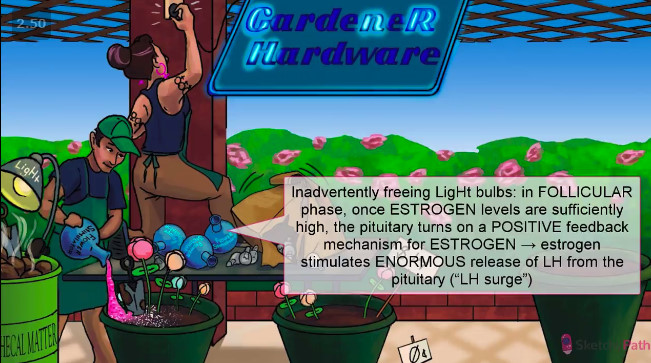 2.50
GardeneR
Hardware
LigHt
Inadvertently freeing LigHt bulbs: in FOLLICULAR
phase, once ESTROGEN levels are sufficiently
high, the pituitary turns on a POSITIVE feedback
mechanism for ESTROGEN → estrogen
stimulates ENORMOUS release of LH from the
pituitary (“LH surge”)
HECAL MATTER
SketchyPath